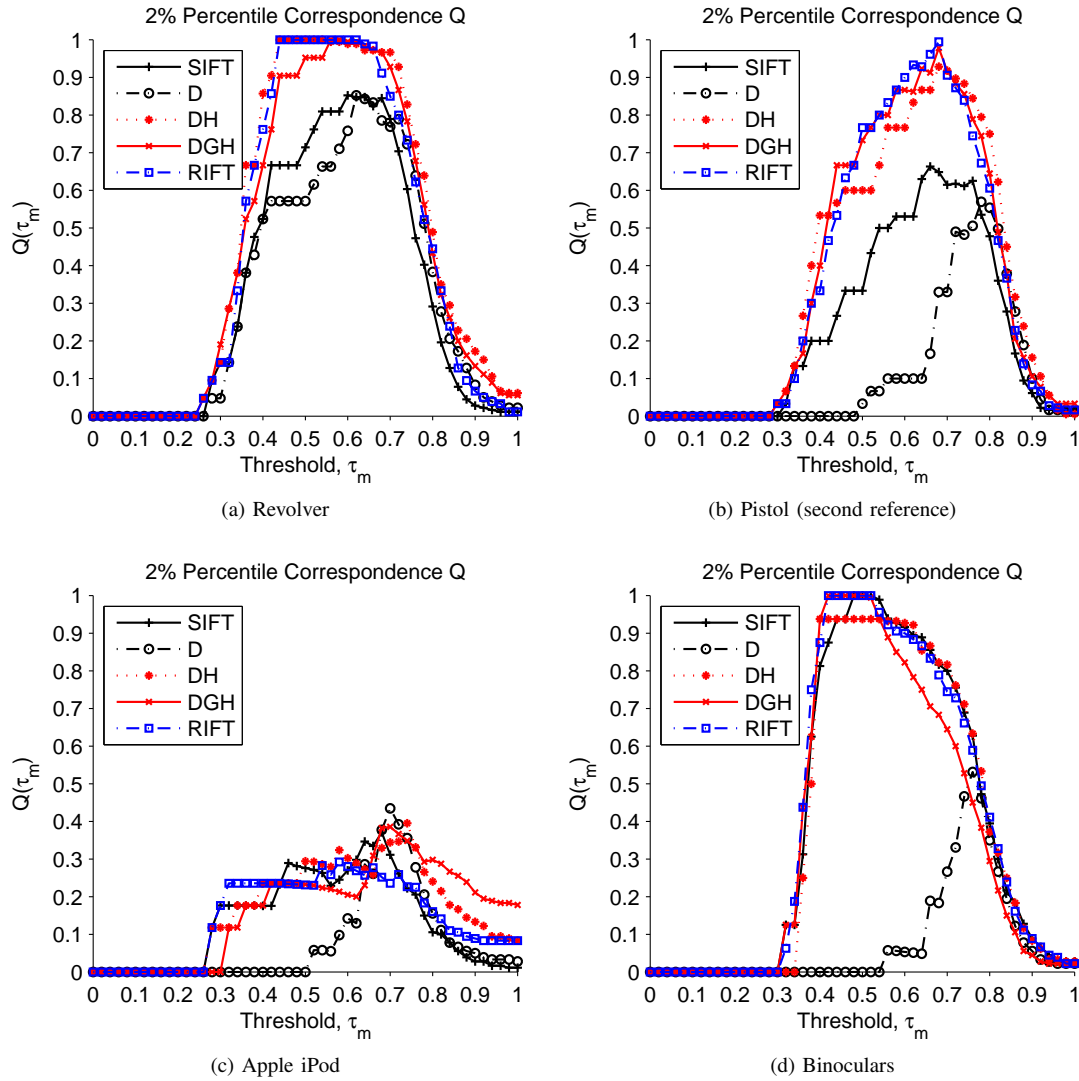 2% Percentile Correspondence Q
1
0.9
0.8
0.7
0.6
0.5
0.4
0.3
0.2
0.1
0
Q(τm)
SIFT
D
DH
DGH
RIFT
0 0.1 0.2 0.3 0.4 0.5 0.6 0.7 0.8 0.9 1
Threshold, τm
(a) Revolver
2% Percentile Correspondence Q
1
0.9
0.8
0.7
0.6
0.5
0.4
0.3
0.2
0.1
0
Q(τm)
SIFT
D
DH
DGH
RIFT
0 0.1 0.2 0.3 0.4 0.5 0.6 0.7 0.8 0.9 1
Threshold, τm
(b) Pistol (second reference)
2% Percentile Correspondence Q
1
0.9
0.8
0.7
0.6
0.5
0.4
0.3
0.2
0.1
0
Q(τm)
SIFT
D
DH
DGH
RIFT
0 0.1 0.2 0.3 0.4 0.5 0.6 0.7 0.8 0.9 1
Threshold, τm
(c) Apple iPod
2% Percentile Correspondence Q
1
0.9
0.8
0.7
0.6
0.5
0.4
0.3
0.2
0.1
0
Q(τm)
SIFT
D
DH
DGH
RIFT
0 0.1 0.2 0.3 0.4 0.5 0.6 0.7 0.8 0.9 1
Threshold, τm
(d) Binoculars